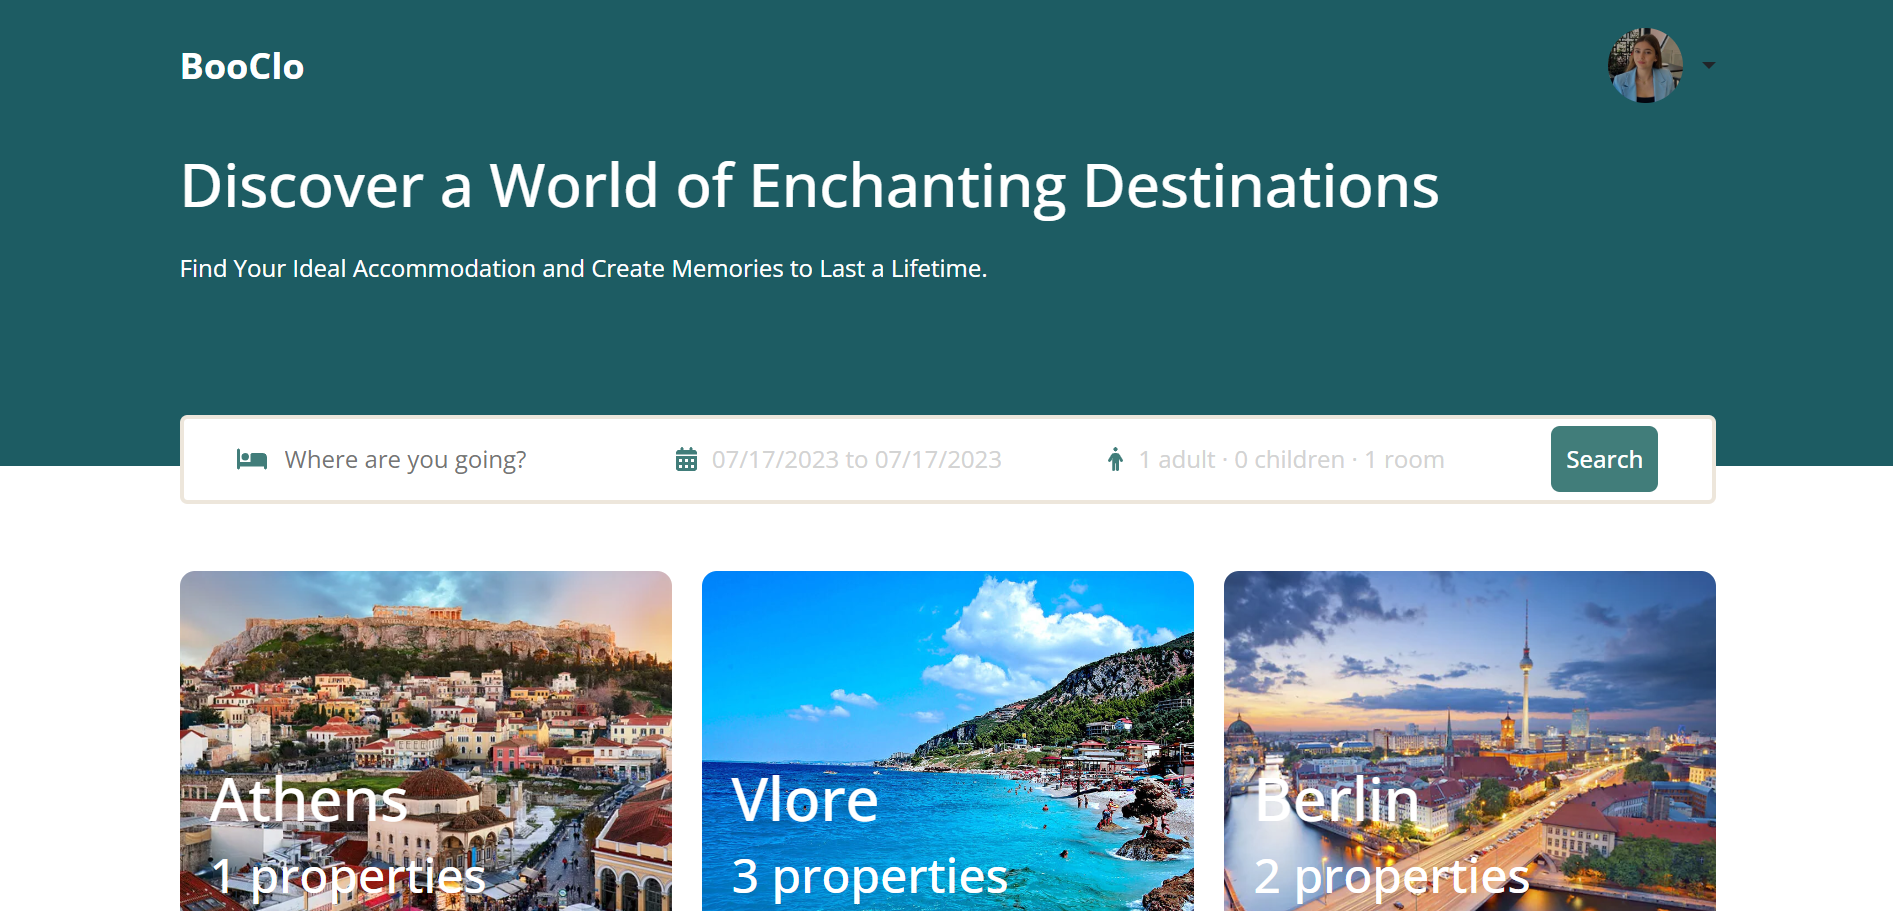 BooClo
Discover a World of Enchanting Destinations
Find Your Ideal Accommodation and Create Memories to Last a Lifetime.
Where are you going?
07/17/2023 to 07/17/2023
1 adult · 0 children · 1 room
Search
Athens
1 properties
Vlore
3 properties
Berlin
2 properties